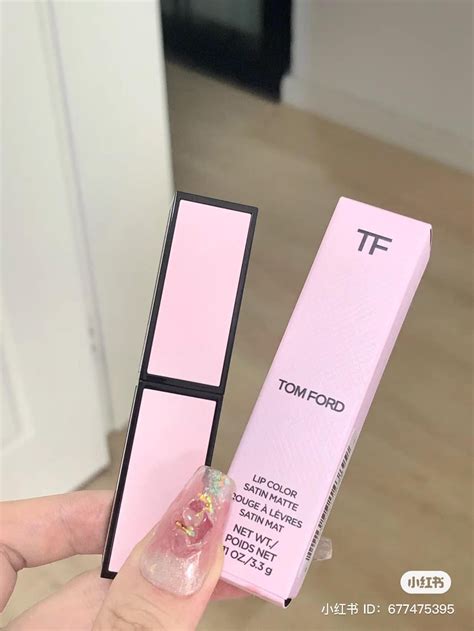 TF
TOM FORD
LIP COLOR
SATIN MATTE
ROUGE À LÈVRES
SATIN MAT
NET WT./
POIDS NET
OZ/3.3 g
小红书
小红书 ID: 677475395